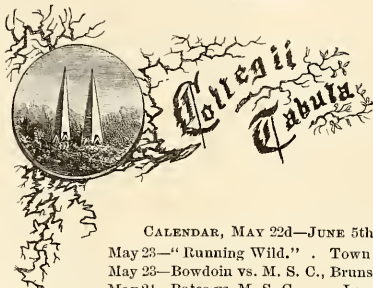 Collegii Tabula
CALENDAR, MAY 22d—JUNE 5th
May 23—"Running Wild." . Town
May 23—Bowdoin vs. M. S. C., Bruns